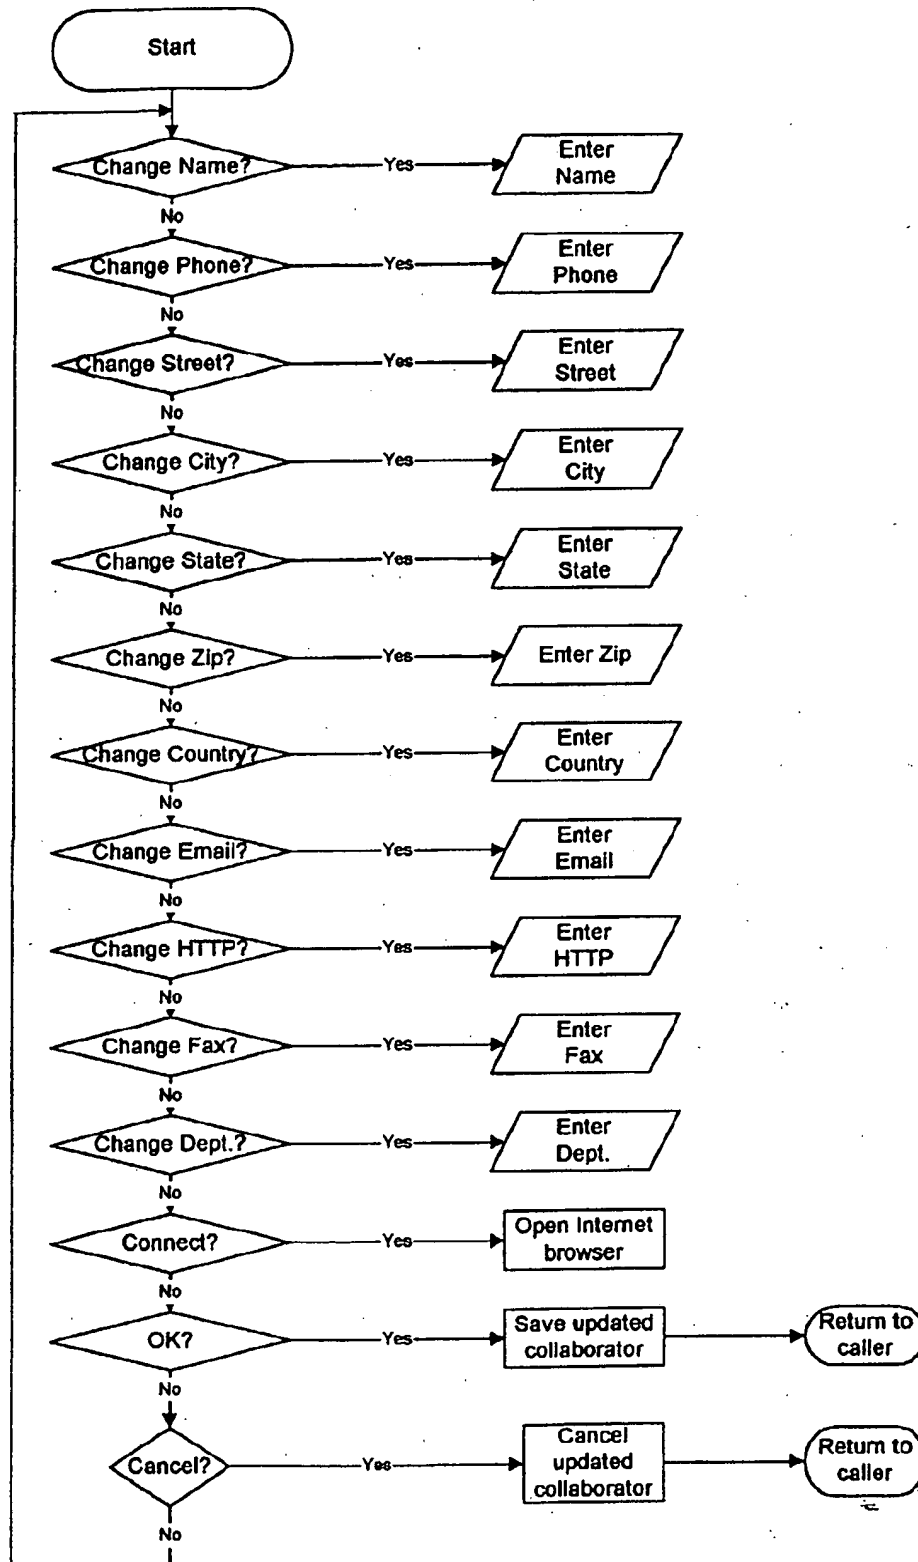 Start
Change Name?
Yes
Enter
Name
No
Change Phone?
Yes
Enter
Phone
No
Change Street?
Yes
Enter
Street
No
Change City?
Yes
Enter
City
No
Change State?
Yes
Enter
State
No
Change Zip?
Yes
Enter Zip
No
Change Country?
Yes
Enter
Country
No
Change Email?
Yes
Enter
Email
No
Change HTTP?
Yes
Enter
HTTP
No
Change Fax?
Yes
Enter
Fax
No
Change Dept.?
Yes
Enter
Dept.
No
Connect?
Yes
Open Internet
browser
No
OK?
Yes
Save updated
collaborator
Return to
caller
No
Cancel?
Yes
Cancel
updated
collaborator
Return to
caller
No